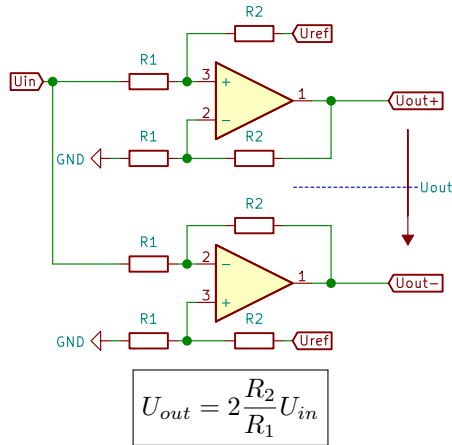 R2
Uref
R1
Uin
3
+
1
2
−
Uout+
R1
R2
GND
Uout
R2
R1
2
−
1
3
+
Uout−
R1
R2
GND
Uref
U_{out} = 2\frac{R_2}{R_1}U_{in}